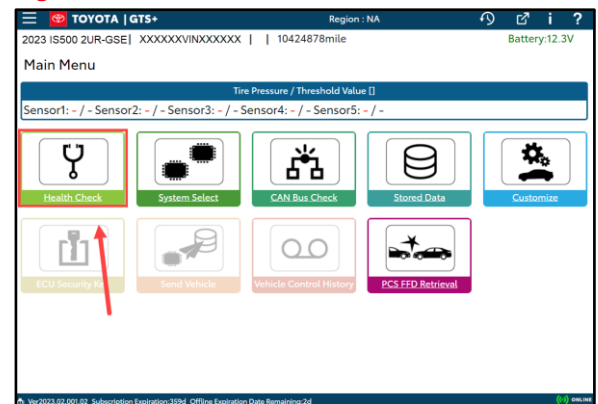 TOYOTA | GTS+ Region : NA i ?
2023 IS500 2UR-GSE| XXXXXXVINXXXXXX | | 10424878mile Battery:12.3V
Main Menu
Tire Pressure / Threshold Value []
Sensor1: - / - Sensor2: - / - Sensor3: - / - Sensor4: - / - Sensor5: - / -
Health Check System Select CAN Bus Check Stored Data Customize
ECU Security Key Send Vehicle Vehicle Control History PCS FFD Retrieval
Ver2023.02.001.02 Subscription Expiration:359d Offline Expiration Date Remaining:2d ONLINE